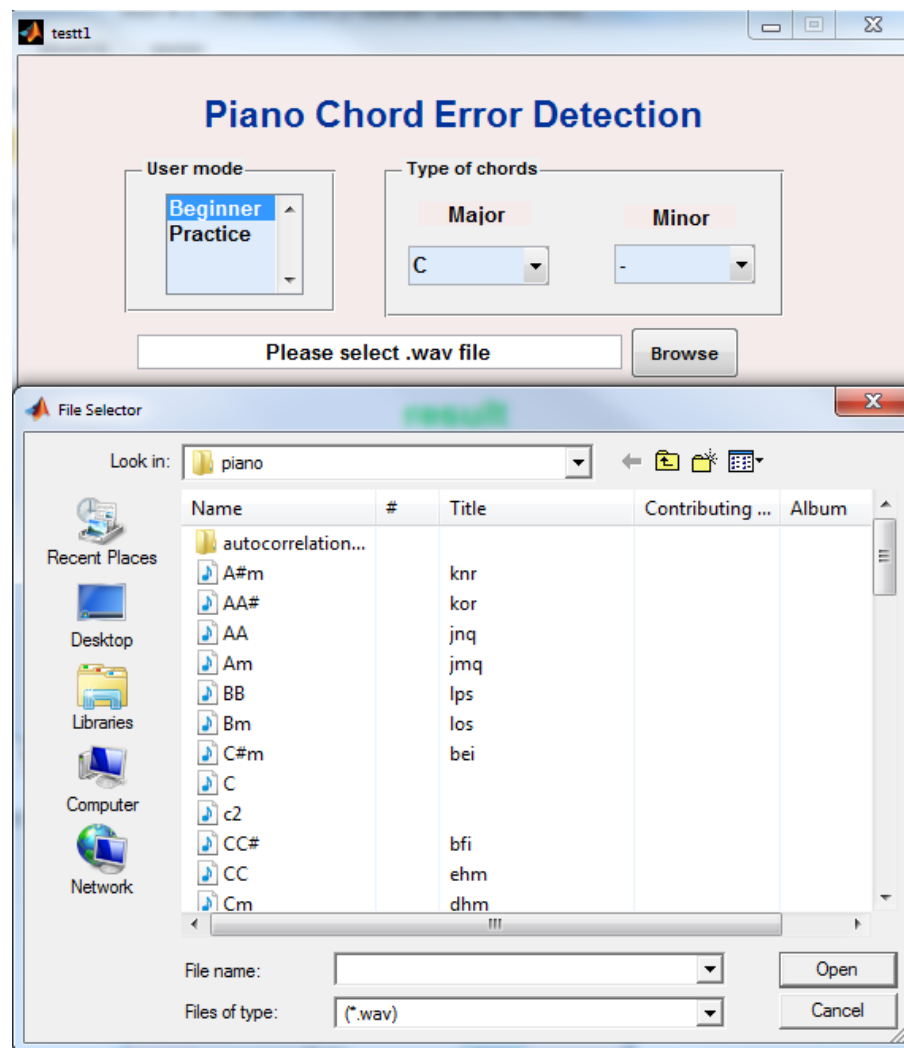 testt1
Piano Chord Error Detection
User mode
Beginner
Practice
Type of chords
Major Minor
C -
Please select .wav file
Browse
File Selector
result
Look in: piano
Recent Places
Desktop
Libraries
Computer
Network
Name # Title Contributing ... Album
autocorrelation...
A#m knr
AA# kor
AA jnq
Am jmq
BB lps
Bm los
C#m bei
C
c2
CC# bfi
CC ehm
Cm dhm
File name: Open
Files of type: (*.wav) Cancel